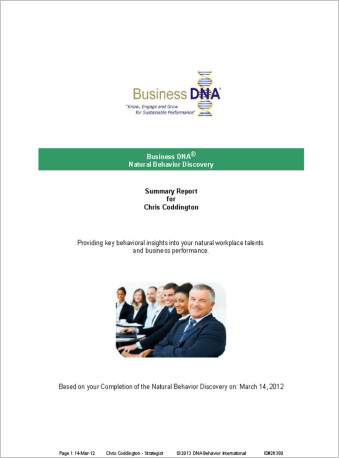 Business DNA®
"Know, Engage and Grow
for Sustainable Performance"
Business DNA®
Natural Behavior Discovery
Summary Report
for
Chris Coddington
Providing key behavioral insights into your natural workplace talents
and business performance.
Based on your Completion of the Natural Behavior Discovery on: March 14, 2012
Page 1 14-Mar-12 Chris Coddington - Strategist ©2013 DNA Behavior International